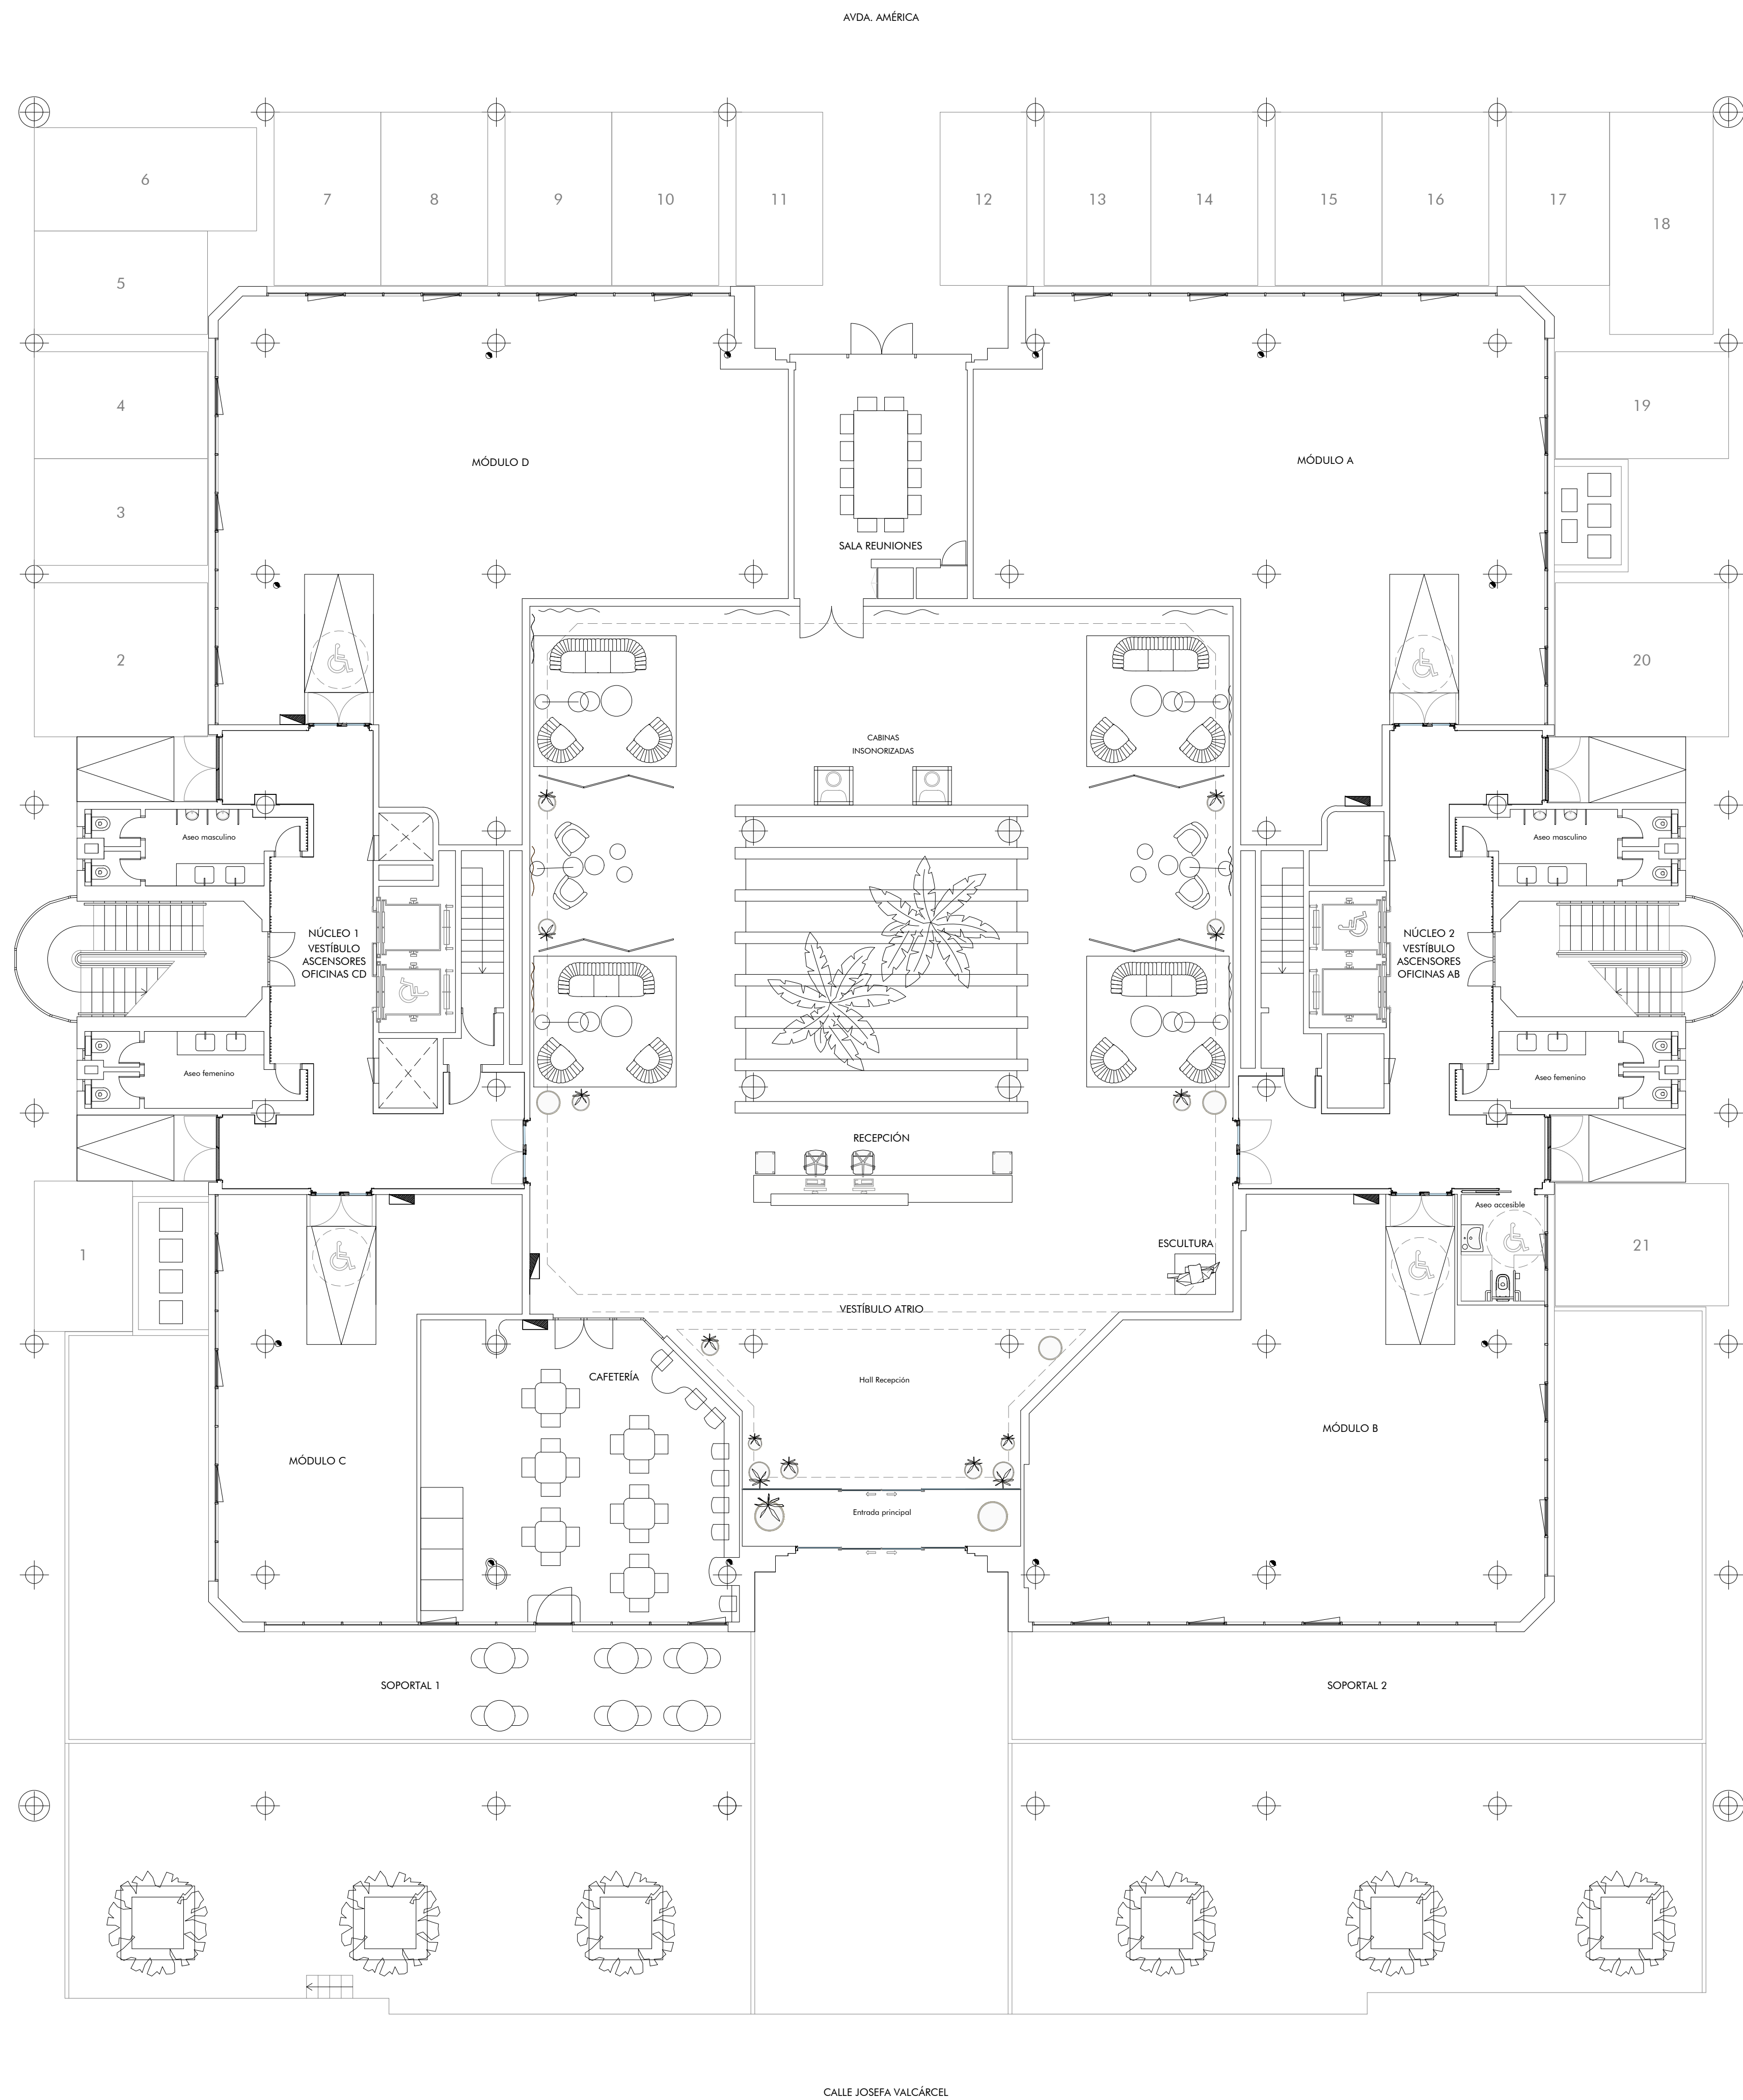 AVDA. AMÉRICA
6
7
8
9
10
11
12
13
14
15
16
17
18
5
4
19
MÓDULO D
MÓDULO A
3
SALA REUNIONES
2
20
CABINAS
INSONORIZADAS
Aseo masculino
Aseo masculino
NÚCLEO 1
VESTÍBULO
ASCENSORES
OFICINAS CD
NÚCLEO 2
VESTÍBULO
ASCENSORES
OFICINAS AB
Aseo femenino
Aseo femenino
RECEPCIÓN
Aseo accesible
1
ESCULTURA
21
VESTÍBULO ATRIO
CAFETERÍA
Hall Recepción
MÓDULO B
MÓDULO C
Entrada principal
SOPORTAL 1
SOPORTAL 2
CALLE JOSEFA VALCÁRCEL